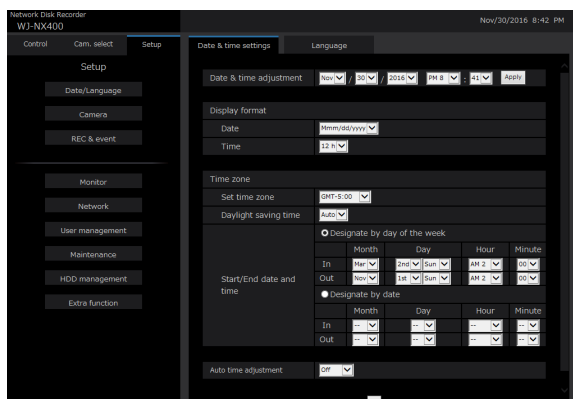 Network Disk Recorder
WJ-NX400
Nov/30/2016 8:42 PM
Control Cam. select Setup
Setup
Date/Language
Camera
REC & event
Monitor
Network
User management
Maintenance
HDD management
Extra function
Date & time settings Language
Date & time adjustment Nov / 30 / 2016 PM 8 : 41 Apply
Display format
Date Mmm/dd/yyyy
Time 12 h
Time zone
Set time zone GMT-5:00
Daylight saving time Auto
Start/End date and time
Designate by day of the week
Month Day Hour Minute
In Mar 2nd Sun AM 2 00
Out Nov 1st Sun AM 2 00
Designate by date
Month Day Hour Minute
In -- -- -- --
Out -- -- -- --
Auto time adjustment Off